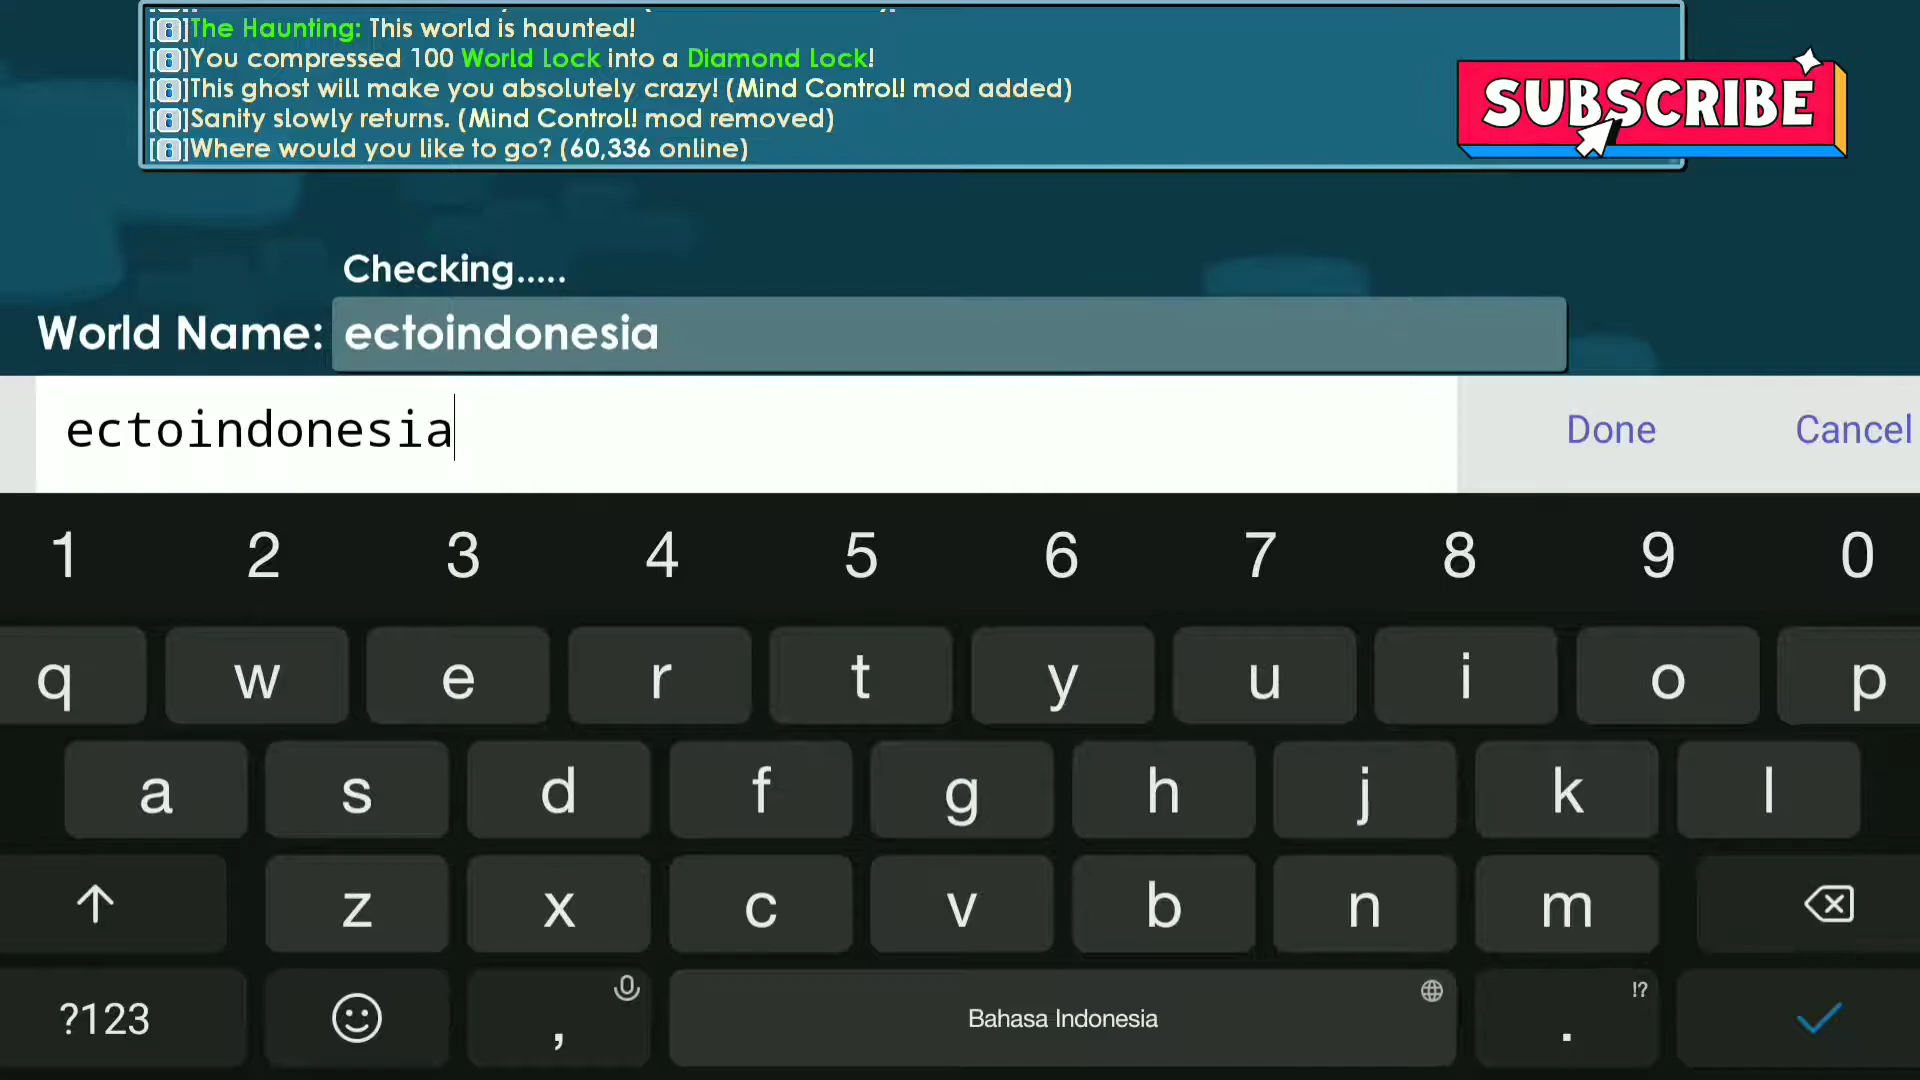 The Haunting: This world is haunted!
You compressed 100 World Lock into a Diamond Lock!
This ghost will make you absolutely crazy! (Mind Control! mod added)
Sanity slowly returns. (Mind Control! mod removed)
Where would you like to go? (60,336 online)
SUBSCRIBE
Checking.....
World Name: ectoindonesia
ectoindonesia
Done Cancel
1 2 3 4 5 6 7 8 9 0
q w e r t y u i o p
a s d f g h j k l
z x c v b n m
?123 , Bahasa Indonesia . !?